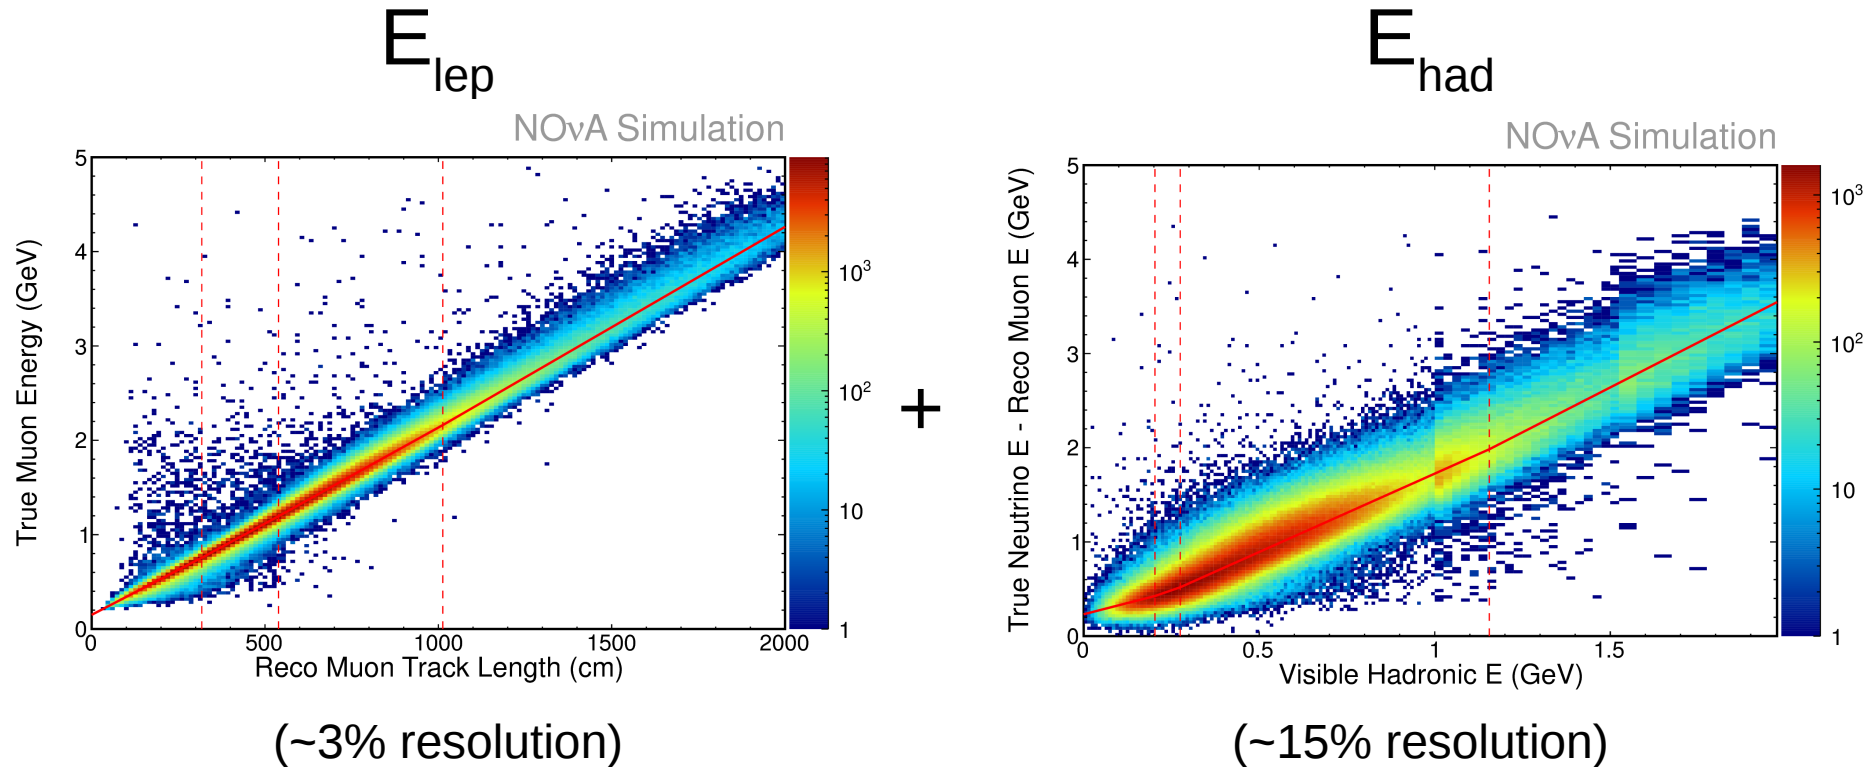 E_lep
NOνA Simulation
True Muon Energy (GeV)
5
4
3
2
1
0
0 500 1000 1500 2000
Reco Muon Track Length (cm)
10³
10²
10
1
(~3% resolution)
+
E_had
NOνA Simulation
True Neutrino E - Reco Muon E (GeV)
5
4
3
2
1
0
0 0.5 1 1.5
Visible Hadronic E (GeV)
10³
10²
10
1
(~15% resolution)